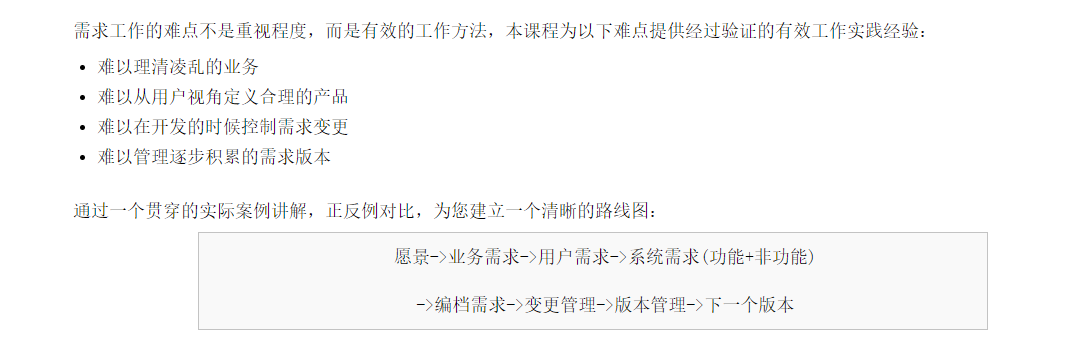 需求工作的难点不是重视程度，而是有效的工作方法，本课程为以下难点提供经过验证的有效工作实践经验：
• 难以理清凌乱的业务
• 难以从用户视角定义合理的产品
• 难以在开发的时候控制需求变更
• 难以管理逐步积累的需求版本
通过一个贯穿的实际案例讲解，正反例对比，为您建立一个清晰的路线图：
愿景->业务需求->用户需求->系统需求(功能+非功能)
->编档需求->变更管理->版本管理->下一个版本